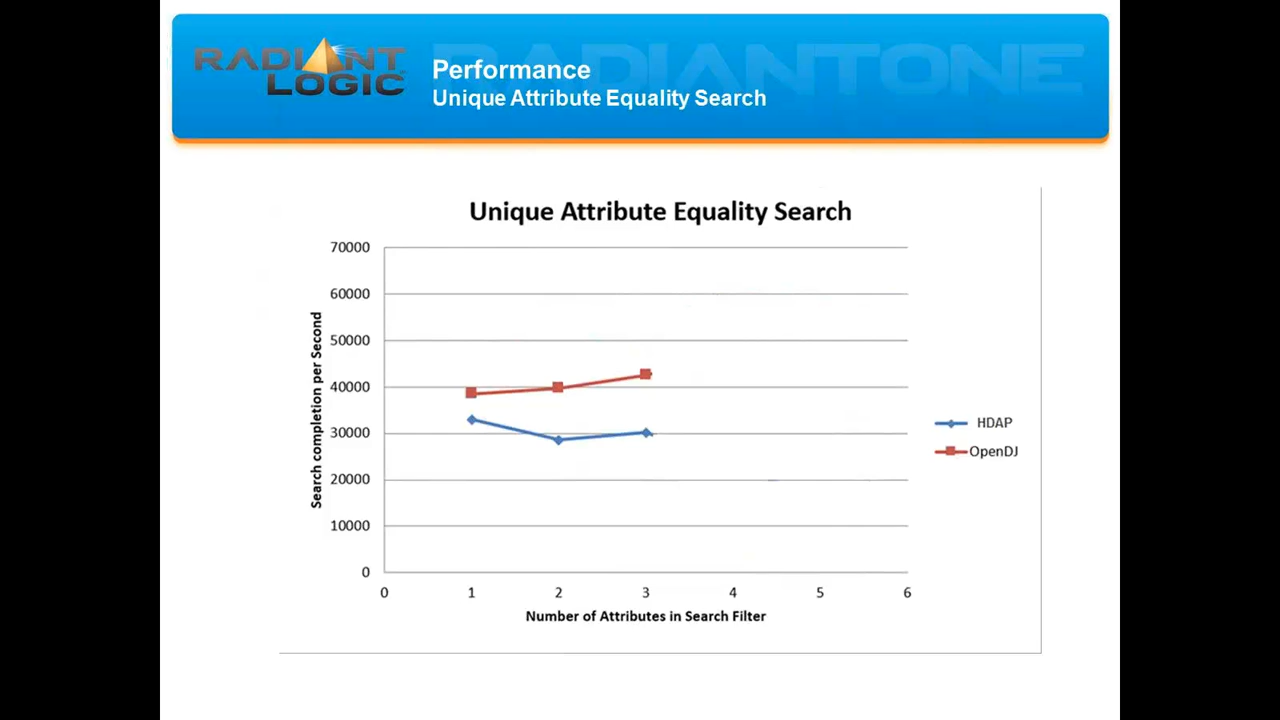 RADIANT
LOGIC
RADIANTONE
Performance
Unique Attribute Equality Search
Unique Attribute Equality Search
70000
60000
50000
40000
30000
20000
10000
0
Search completion per Second
0 1 2 3 4 5 6
Number of Attributes in Search Filter
HDAP
OpenDJ